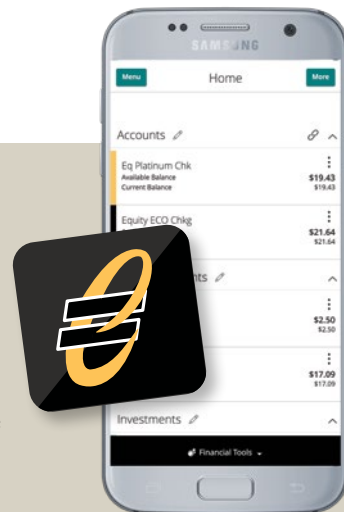 SAMSUNG
Menu Home More
Accounts
Eq Platinum Chk
Available Balance $19.43
Current Balance $19.43
Equity ECO Chkg
$21.64
$21.64
nts
$2.50
$2.50
$17.09
$17.09
Investments
Financial Tools
e